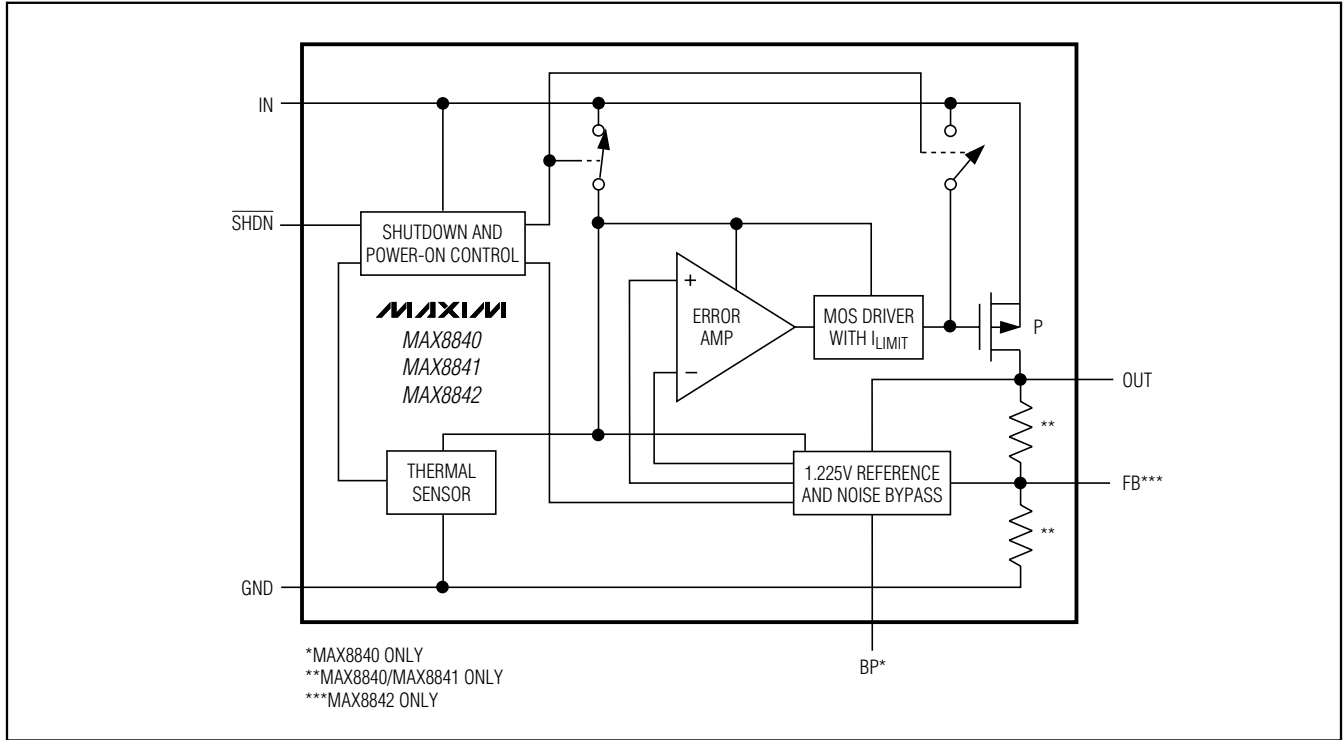 IN
SHDN
SHUTDOWN AND
POWER-ON CONTROL
MAXIM
MAX8840
MAX8841
MAX8842
+
ERROR
AMP
−
MOS DRIVER
WITH ILIMIT
P
OUT
**
THERMAL
SENSOR
1.225V REFERENCE
AND NOISE BYPASS
FB***
**
GND
BP*
*MAX8840 ONLY
**MAX8840/MAX8841 ONLY
***MAX8842 ONLY